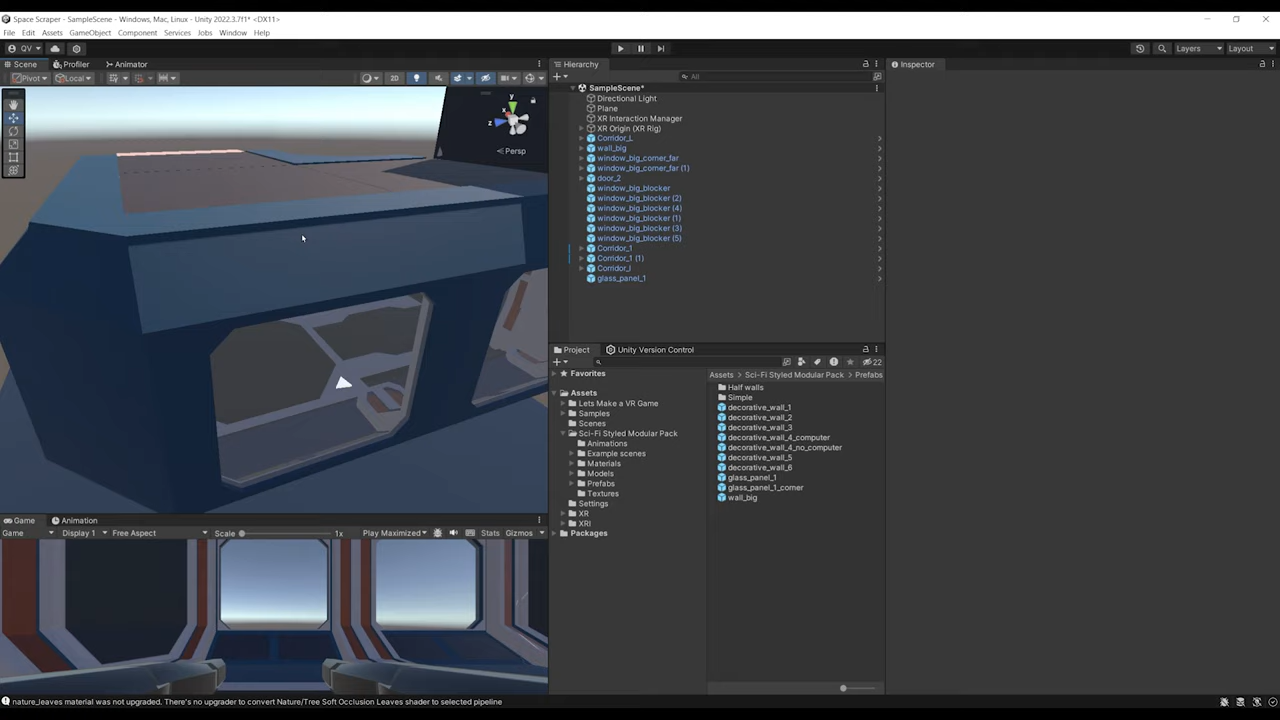 Space Scraper - SampleScene - Windows, Mac, Linux - Unity 2022.3.7f1* <DX11>
File Edit Assets GameObject Component Services Jobs Window Help
QV Layers Layout
Scene Profiler Animator
Pivot Local 2D
y
x
z
Persp
Hierarchy
All
SampleScene*
Directional Light
Plane
XR Interaction Manager
XR Origin (XR Rig)
Corridor_L
wall_big
window_big_corner_far
window_big_corner_far (1)
door_2
window_big_blocker
window_big_blocker (2)
window_big_blocker (4)
window_big_blocker (1)
window_big_blocker (3)
window_big_blocker (5)
Corridor_1
Corridor_1 (1)
Corridor_I
glass_panel_1
Inspector
Project Unity Version Control
22
Favorites
Assets
Lets Make a VR Game
Samples
Scenes
Sci-Fi Styled Modular Pack
Animations
Example scenes
Materials
Models
Prefabs
Textures
Settings
XR
XRI
Packages
Assets > Sci-Fi Styled Modular Pack > Prefabs
Half walls
Simple
decorative_wall_1
decorative_wall_2
decorative_wall_3
decorative_wall_4_computer
decorative_wall_4_no_computer
decorative_wall_5
decorative_wall_6
glass_panel_1
glass_panel_1_corner
wall_big
Game Animation
Game Display 1 Free Aspect Scale 1x Play Maximized Stats Gizmos
nature_leaves material was not upgraded. There's no upgrader to convert Nature/Tree Soft Occlusion Leaves shader to selected pipeline